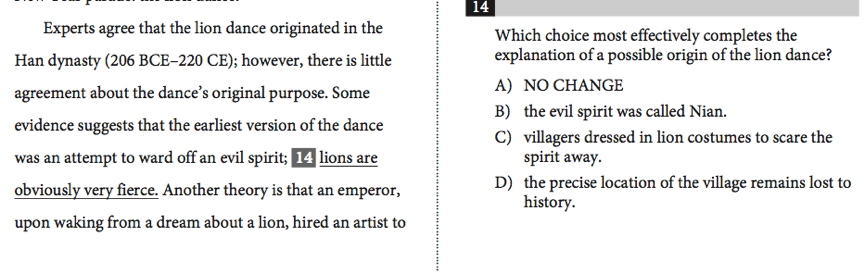 Experts agree that the lion dance originated in the
Han dynasty (206 BCE–220 CE); however, there is little
agreement about the dance's original purpose. Some
evidence suggests that the earliest version of the dance
was an attempt to ward off an evil spirit; 14 lions are
obviously very fierce. Another theory is that an emperor,
upon waking from a dream about a lion, hired an artist to
14
Which choice most effectively completes the
explanation of a possible origin of the lion dance?
A) NO CHANGE
B) the evil spirit was called Nian.
C) villagers dressed in lion costumes to scare the
spirit away.
D) the precise location of the village remains lost to
history.